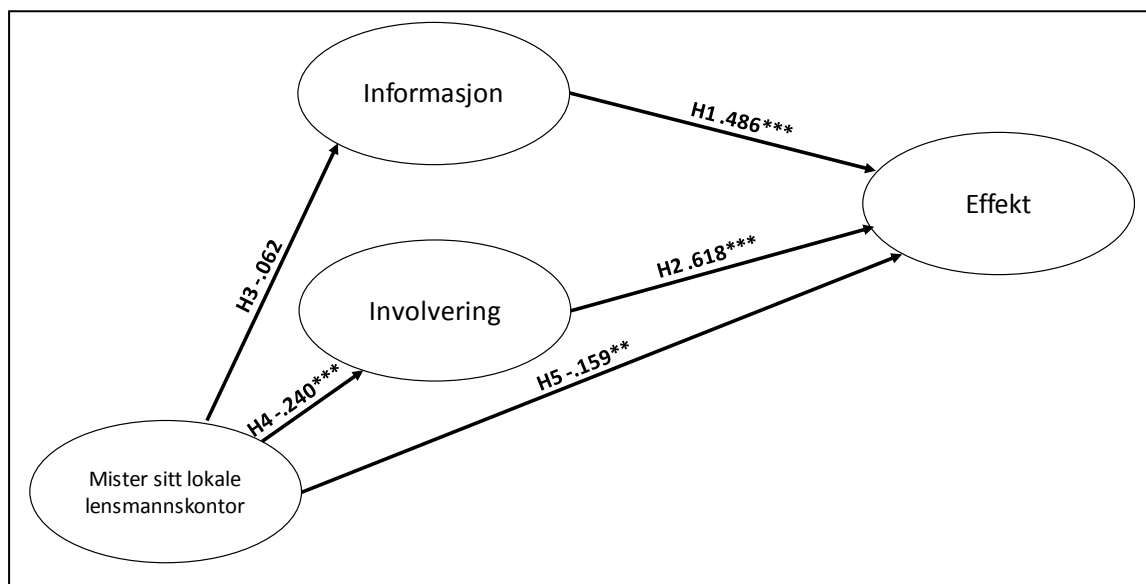 Informasjon
H1 .486***
Effekt
H2 .618***
H3 -.062
Involvering
H5 -.159**
H4 -.240***
Mister sitt lokale
lensmannskontor